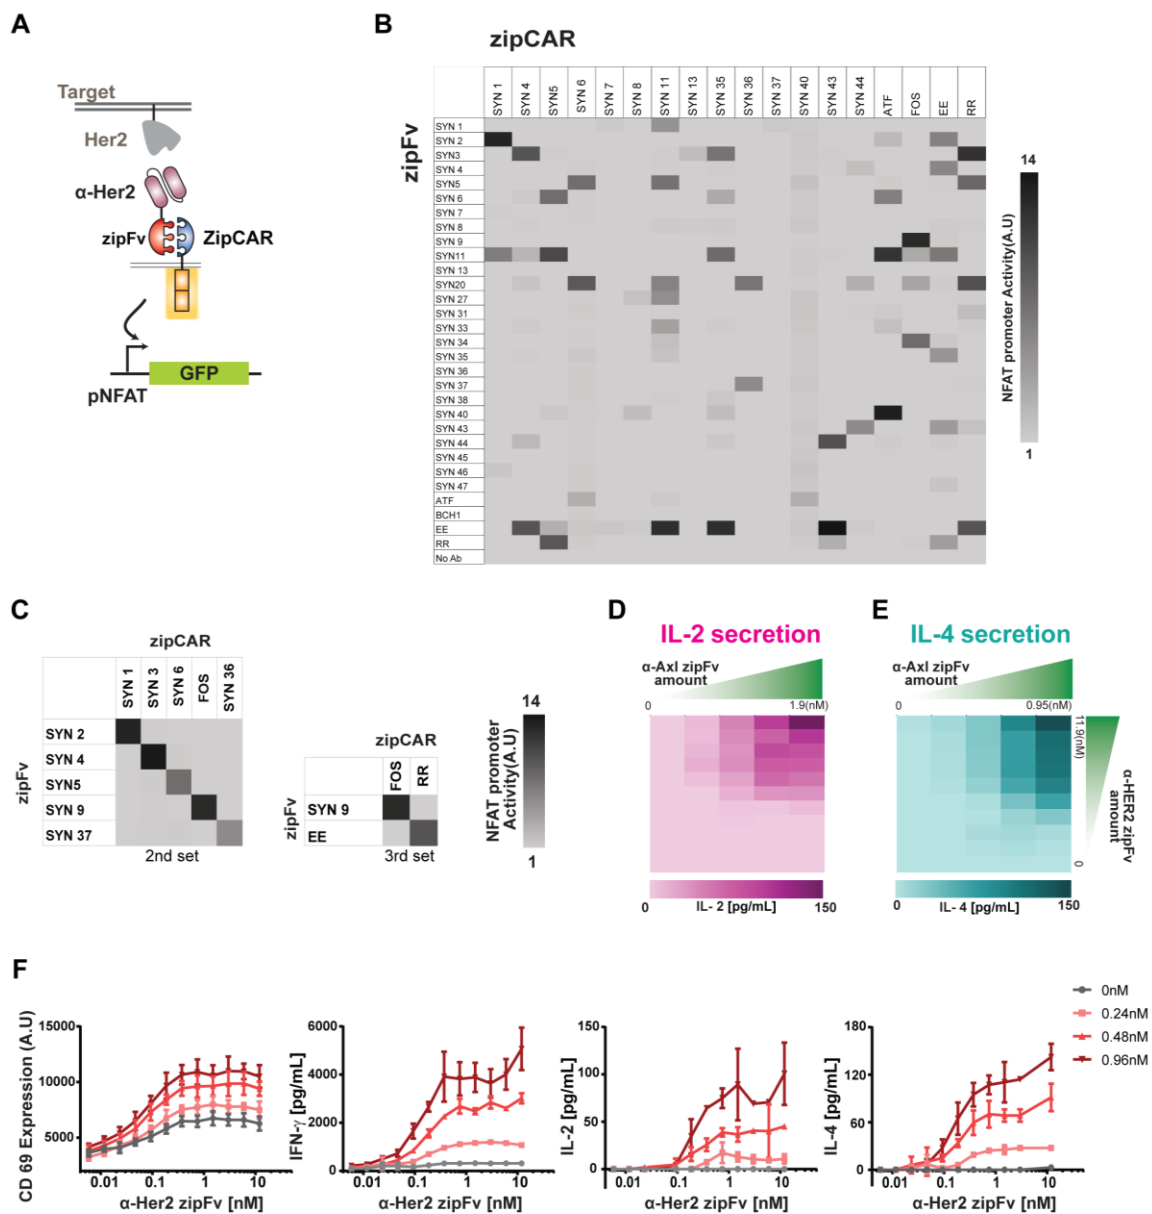 A
Target
Her2
α-Her2
zipFv
ZipCAR
pNFAT
GFP
B
zipCAR
zipFv
SYN 1
SYN 4
SYN5
SYN 6
SYN 7
SYN 8
SYN 11
SYN 13
SYN 35
SYN 36
SYN 37
SYN 40
SYN 43
SYN 44
ATF
FOS
EE
RR
SYN 1
SYN 2
SYN3
SYN 4
SYN5
SYN 6
SYN 7
SYN 8
SYN 9
SYN11
SYN 13
SYN20
SYN 27
SYN 31
SYN 33
SYN 34
SYN 35
SYN 36
SYN 37
SYN 38
SYN 40
SYN 43
SYN 44
SYN 45
SYN 46
SYN 47
ATF
BCH1
EE
RR
No Ab
14
NFAT promoter Activity(A.U)
1
C
zipCAR
zipFv
SYN 1
SYN 3
SYN 6
FOS
SYN 36
SYN 2
SYN 4
SYN5
SYN 9
SYN 37
2nd set
zipCAR
zipFv
FOS
RR
SYN 9
EE
3rd set
14
NFAT promoter
Activity(A.U)
1
D
IL-2 secretion
α-Axl zipFv
amount
0
1.9(nM)
0
IL- 2 [pg/mL]
150
E
IL-4 secretion
α-Axl zipFv
amount
0
0.95(nM)
11.9(nM)
0
α-HER2 zipFv
amount
0
IL- 4 [pg/mL]
150
F
CD 69 Expression (A.U)
15000
10000
5000
0.01
0.1
1
10
α-Her2 zipFv [nM]
IFN-γ [pg/mL]
6000
4000
2000
0
0.01
0.1
1
10
α-Her2 zipFv [nM]
IL-2 [pg/mL]
150
100
50
0
0.01
0.1
1
10
α-Her2 zipFv [nM]
IL-4 [pg/mL]
180
120
60
0
0.01
0.1
1
10
α-Her2 zipFv [nM]
0nM
0.24nM
0.48nM
0.96nM